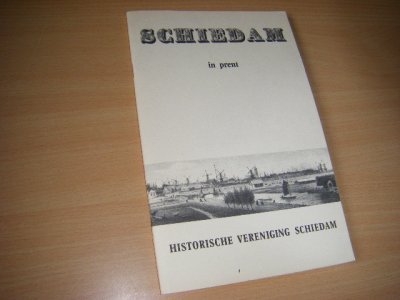 SCHIEDAM
in prent
HISTORISCHE VERENIGING SCHIEDAM